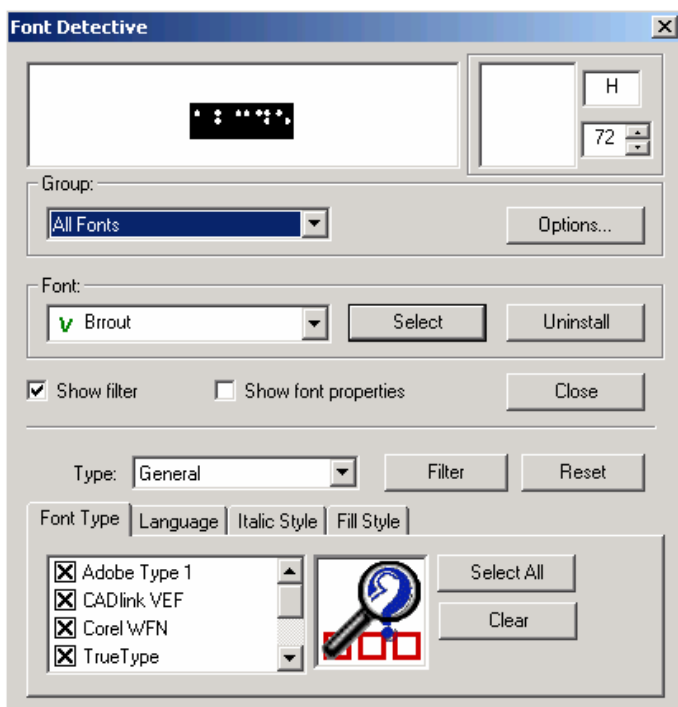 Font Detective
H
72
Group:
All Fonts
Options...
Font:
Brrout
Select
Uninstall
Show filter
Show font properties
Close
Type: General
Filter
Reset
Font Type Language Italic Style Fill Style
Adobe Type 1
CADlink VEF
Corel WFN
TrueType
Select All
Clear